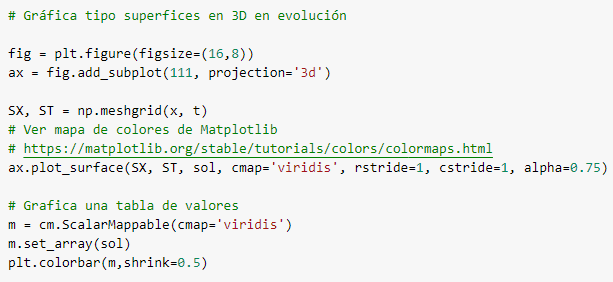 # Gráfica tipo superfices en 3D en evolución
fig = plt.figure(figsize=(16,8))
ax = fig.add_subplot(111, projection='3d')
SX, ST = np.meshgrid(x, t)
# Ver mapa de colores de Matplotlib
# https://matplotlib.org/stable/tutorials/colors/colormaps.html
ax.plot_surface(SX, ST, sol, cmap='viridis', rstride=1, cstride=1, alpha=0.75)
# Grafica una tabla de valores
m = cm.ScalarMappable(cmap='viridis')
m.set_array(sol)
plt.colorbar(m,shrink=0.5)